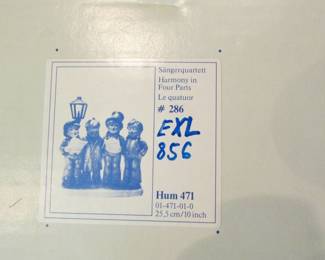 Sängerquartett
Harmony in
Four Parts
Le quatuor
# 286
EXL
856
Hum 471
01-471-01-0
25,5 cm/10 inch